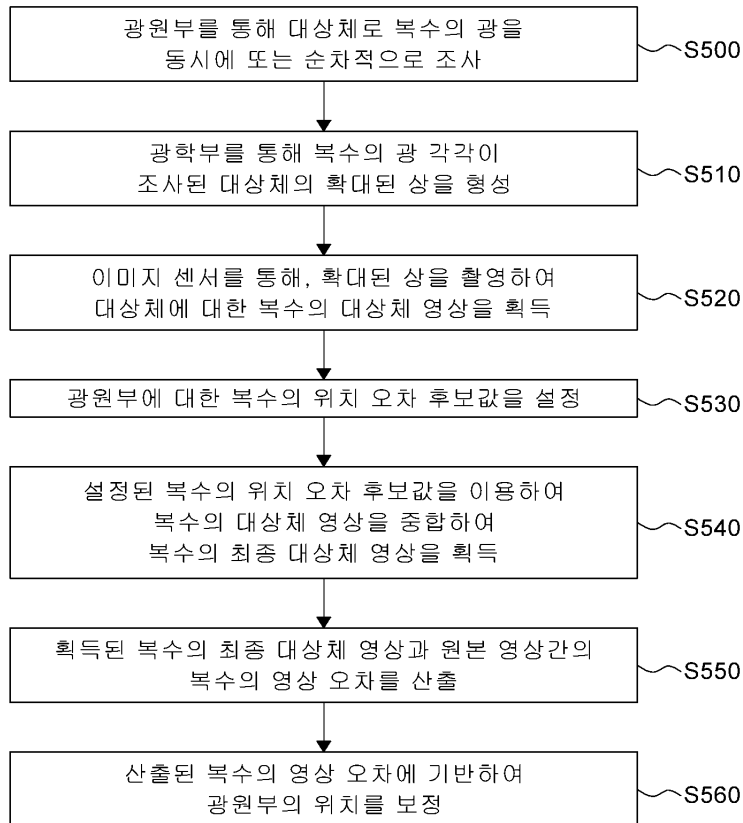 광원부를 통해 대상체로 복수의 광을
동시에 또는 순차적으로 조사
S500
광학부를 통해 복수의 광 각각이
조사된 대상체의 확대된 상을 형성
S510
이미지 센서를 통해, 확대된 상을 촬영하여
대상체에 대한 복수의 대상체 영상을 획득
S520
광원부에 대한 복수의 위치 오차 후보값을 설정
S530
설정된 복수의 위치 오차 후보값을 이용하여
복수의 대상체 영상을 중합하여
복수의 최종 대상체 영상을 획득
S540
획득된 복수의 최종 대상체 영상과 원본 영상간의
복수의 영상 오차를 산출
S550
산출된 복수의 영상 오차에 기반하여
광원부의 위치를 보정
S560